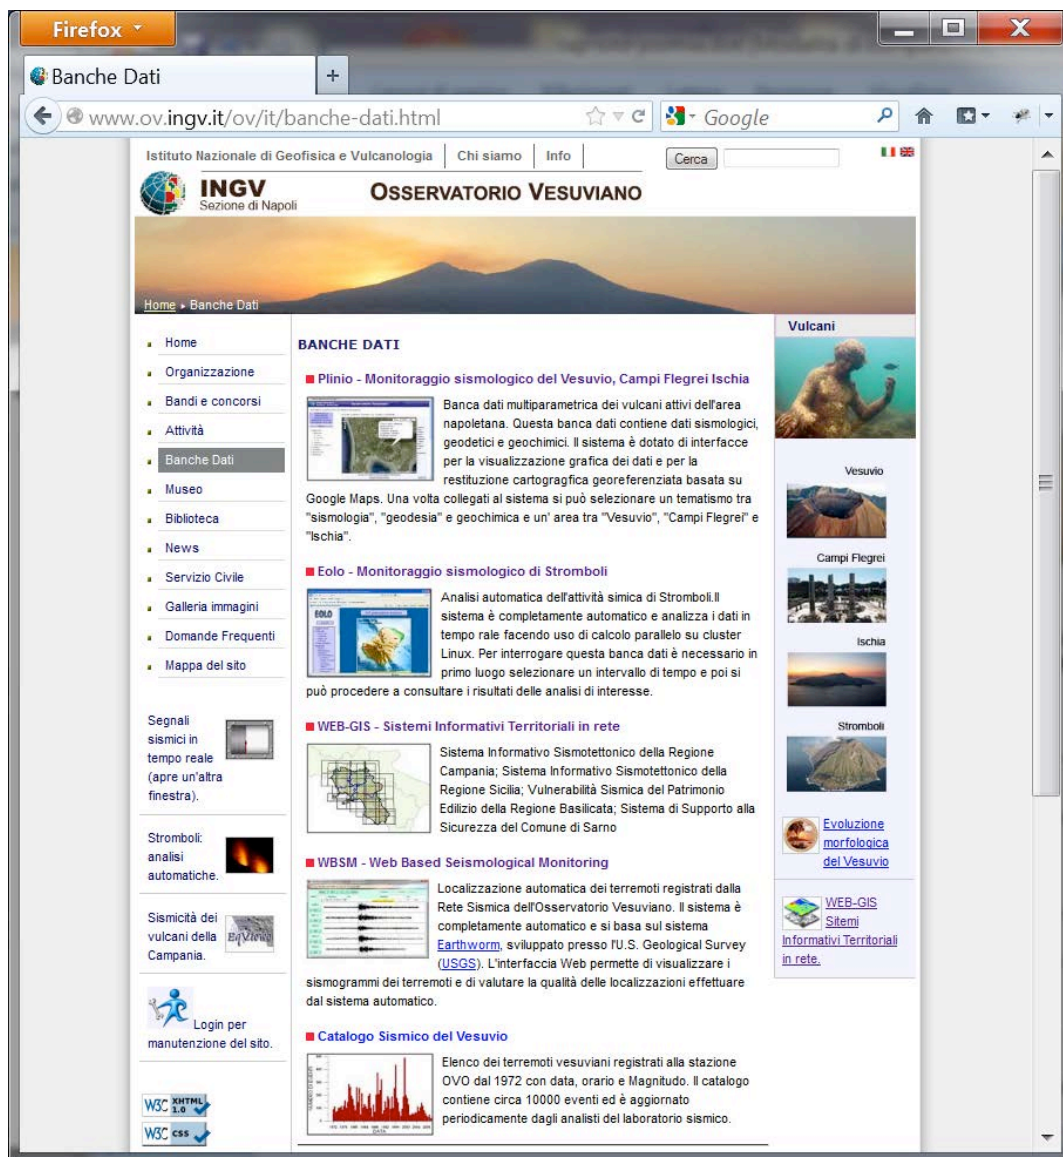 Firefox
Banche Dati
www.ov.ingv.it/ov/it/banche-dati.html
Google
Istituto Nazionale di Geofisica e Vulcanologia
Chi siamo
Info
Cerca
INGV
Sezione di Napoli
OSSERVATORIO VESUVIANO
Home
Banche Dati
Home
Organizzazione
Bandi e concorsi
Attività
Banche Dati
Museo
Biblioteca
News
Servizio Civile
Galleria immagini
Domande Frequenti
Mappa del sito
Segnali
sismici in
tempo reale
(apre un'altra
finestra).
Stromboli:
analisi
automatiche.
Sismicità dei
vulcani della
Campania.
Login per
manutenzione del sito.
W3C XHTML 1.0
W3C css
BANCHE DATI
Plinio - Monitoraggio sismologico del Vesuvio, Campi Flegrei Ischia
Banca dati multiparametrica dei vulcani attivi dell'area
napoletana. Questa banca dati contiene dati sismologici,
geodetici e geochimici. Il sistema è dotato di interfacce
per la visualizzazione grafica dei dati e per la
restituzione cartogragfica georeferenziata basata su
Google Maps. Una volta collegati al sistema si può selezionare un tematismo tra
"sismologia", "geodesia" e geochimica e un' area tra "Vesuvio", "Campi Flegrei" e
"Ischia".
Eolo - Monitoraggio sismologico di Stromboli
EOLO
Analisi automatica dell'attività simica di Stromboli.Il
sistema è completamente automatico e analizza i dati in
tempo rale facendo uso di calcolo parallelo su cluster
Linux. Per interrogare questa banca dati è necessario in
primo luogo selezionare un intervallo di tempo e poi si
può procedere a consultare i risultati delle analisi di interesse.
WEB-GIS - Sistemi Informativi Territoriali in rete
Sistema Informativo Sismotettonico della Regione
Campania; Sistema Informativo Sismotettonico della
Regione Sicilia; Vulnerabilità Sismica del Patrimonio
Edilizio della Regione Basilicata; Sistema di Supporto alla
Sicurezza del Comune di Sarno
WBSM - Web Based Seismological Monitoring
Localizzazione automatica dei terremoti registrati dalla
Rete Sismica dell'Osservatorio Vesuviano. Il sistema è
completamente automatico e si basa sul sistema
Earthworm, sviluppato presso l'U.S. Geological Survey
(USGS). L'interfaccia Web permette di visualizzare i
sismogrammi dei terremoti e di valutare la qualità delle localizzazioni effettuare
dal sistema automatico.
Catalogo Sismico del Vesuvio
Elenco dei terremoti vesuviani registrati alla stazione
OVO dal 1972 con data, orario e Magnitudo. Il catalogo
contiene circa 10000 eventi ed è aggiornato
periodicamente dagli analisti del laboratorio sismico.
Vulcani
Vesuvio
Campi Flegrei
Ischia
Stromboli
Evoluzione
morfologica
del Vesuvio
WEB-GIS
Sitemi
Informativi Territoriali
in rete.